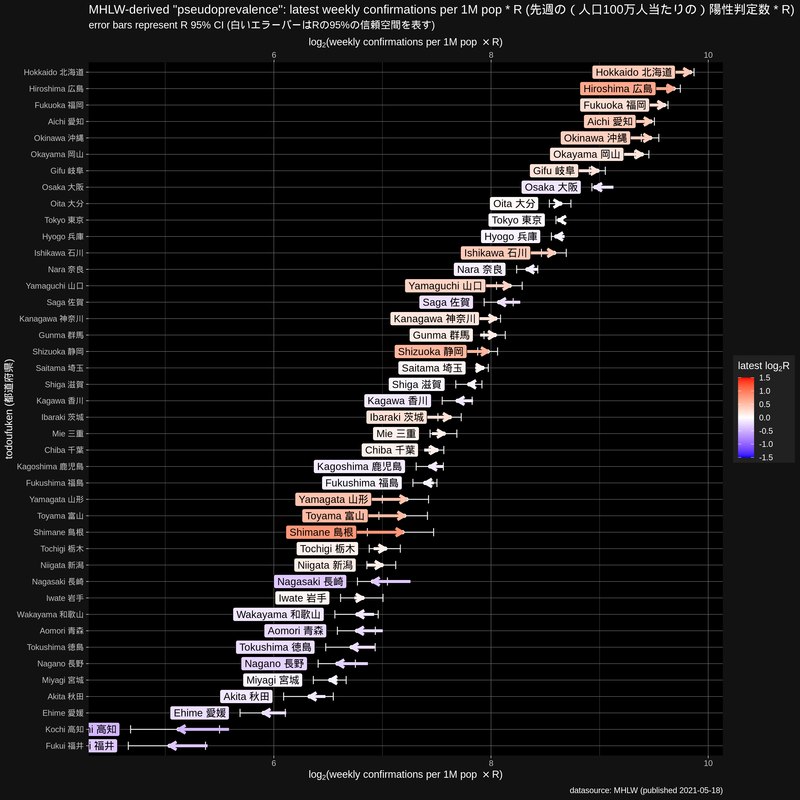 MHLW-derived "pseudoprevalence": latest weekly confirmations per 1M pop * R (先週の ( 人口100万人当たりの ) 陽性判定数 * R)
error bars represent R 95% CI (白いエラーバーはRの95%の信頼空間を表す)
log2(weekly confirmations per 1M pop × R)
6 8 10
todoufuken (都道府県)
Hokkaido 北海道 Hokkaido 北海道
Hiroshima 広島 Hiroshima 広島
Fukuoka 福岡 Fukuoka 福岡
Aichi 愛知 Aichi 愛知
Okinawa 沖縄 Okinawa 沖縄
Okayama 岡山 Okayama 岡山
Gifu 岐阜 Gifu 岐阜
Osaka 大阪 Osaka 大阪
Oita 大分 Oita 大分
Tokyo 東京 Tokyo 東京
Hyogo 兵庫 Hyogo 兵庫
Ishikawa 石川 Ishikawa 石川
Nara 奈良 Nara 奈良
Yamaguchi 山口 Yamaguchi 山口
Saga 佐賀 Saga 佐賀
Kanagawa 神奈川 Kanagawa 神奈川
Gunma 群馬 Gunma 群馬
Shizuoka 静岡 Shizuoka 静岡
Saitama 埼玉 Saitama 埼玉
Shiga 滋賀 Shiga 滋賀
Kagawa 香川 Kagawa 香川
Ibaraki 茨城 Ibaraki 茨城
Mie 三重 Mie 三重
Chiba 千葉 Chiba 千葉
Kagoshima 鹿児島 Kagoshima 鹿児島
Fukushima 福島 Fukushima 福島
Yamagata 山形 Yamagata 山形
Toyama 富山 Toyama 富山
Shimane 島根 Shimane 島根
Tochigi 栃木 Tochigi 栃木
Niigata 新潟 Niigata 新潟
Nagasaki 長崎 Nagasaki 長崎
Iwate 岩手 Iwate 岩手
Wakayama 和歌山 Wakayama 和歌山
Aomori 青森 Aomori 青森
Tokushima 徳島 Tokushima 徳島
Nagano 長野 Nagano 長野
Miyagi 宮城 Miyagi 宮城
Akita 秋田 Akita 秋田
Ehime 愛媛 Ehime 愛媛
Kochi 高知 hi 高知
Fukui 福井 i 福井
6 8 10
log2(weekly confirmations per 1M pop × R)
latest log2R
1.5
1.0
0.5
0.0
-0.5
-1.0
-1.5
datasource: MHLW (published 2021-05-18)